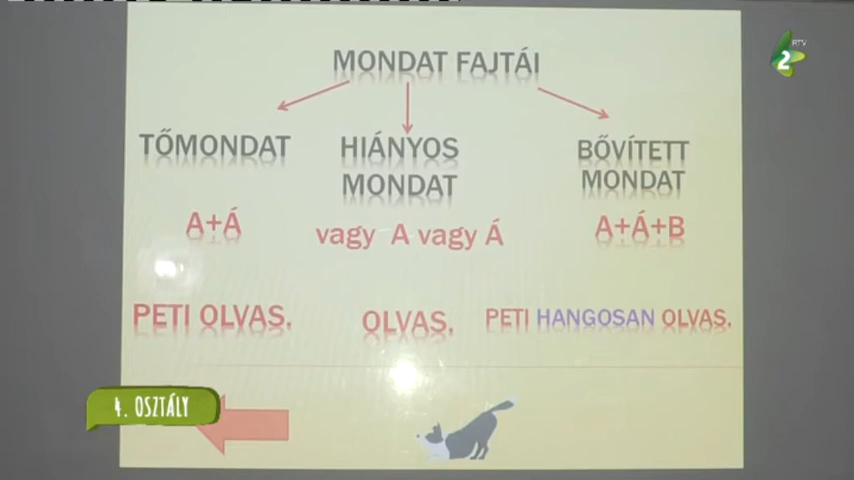 MONDAT FAJTÁI
TŐMONDAT
HIÁNYOS
MONDAT
BŐVÍTETT
MONDAT
A+Á
vagy A vagy Á
A+Á+B
PETI OLVAS.
OLVAS.
PETI HANGOSAN OLVAS.
4. OSZTÁLY
RTV
2